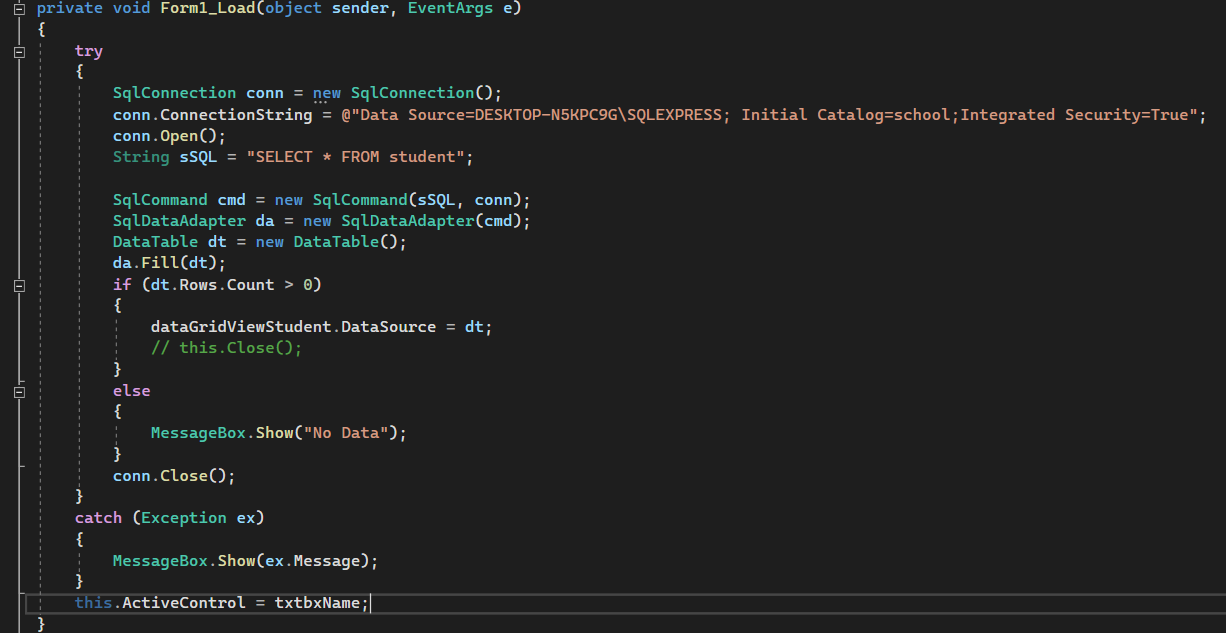 private void Form1_Load(object sender, EventArgs e)
{
try
{
SqlConnection conn = new SqlConnection();
conn.ConnectionString = @"Data Source=DESKTOP-N5KPC9G\SQLEXPRESS; Initial Catalog=school;Integrated Security=True";
conn.Open();
String sSQL = "SELECT * FROM student";
SqlCommand cmd = new SqlCommand(sSQL, conn);
SqlDataAdapter da = new SqlDataAdapter(cmd);
DataTable dt = new DataTable();
da.Fill(dt);
if (dt.Rows.Count > 0)
{
dataGridViewStudent.DataSource = dt;
// this.Close();
}
else
{
MessageBox.Show("No Data");
}
conn.Close();
}
catch (Exception ex)
{
MessageBox.Show(ex.Message);
}
this.ActiveControl = txtbxName;
}